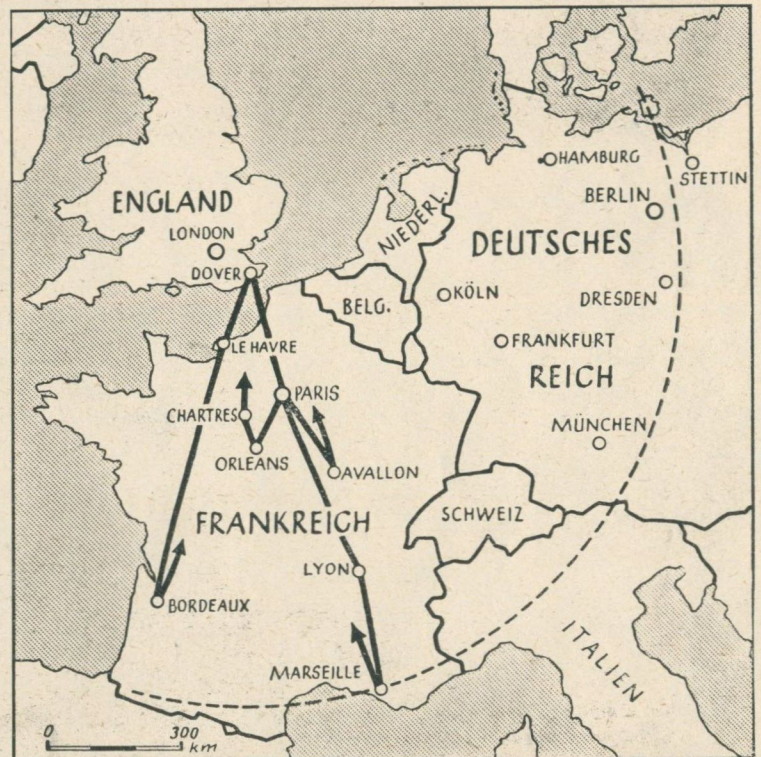 HAMBURG
STETTIN
BERLIN
ENGLAND
LONDON
NIEDERL.
DEUTSCHES
DOVER
BELG.
KÖLN
DRESDEN
LE HAVRE
FRANKFURT
REICH
PARIS
CHARTRES
MÜNCHEN
ORLEANS
AVALLON
SCHWEIZ
FRANKREICH
LYON
BORDEAUX
ITALIEN
MARSEILLE
0 300
km